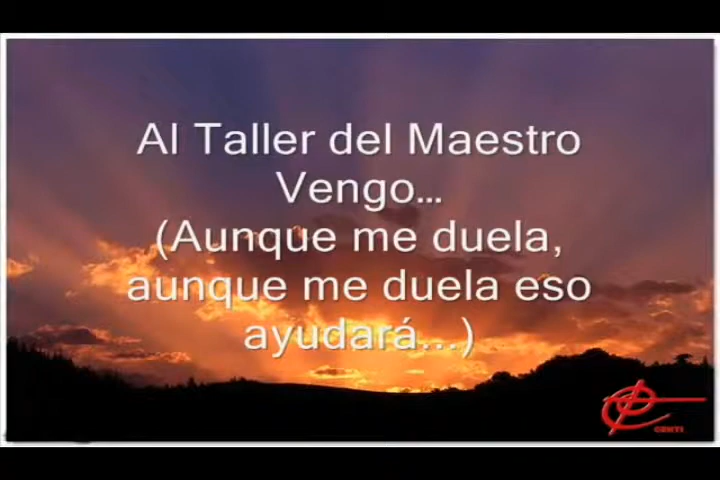 Al Taller del Maestro
Vengo...
(Aunque me duela,
aunque me duela eso
ayudará...)